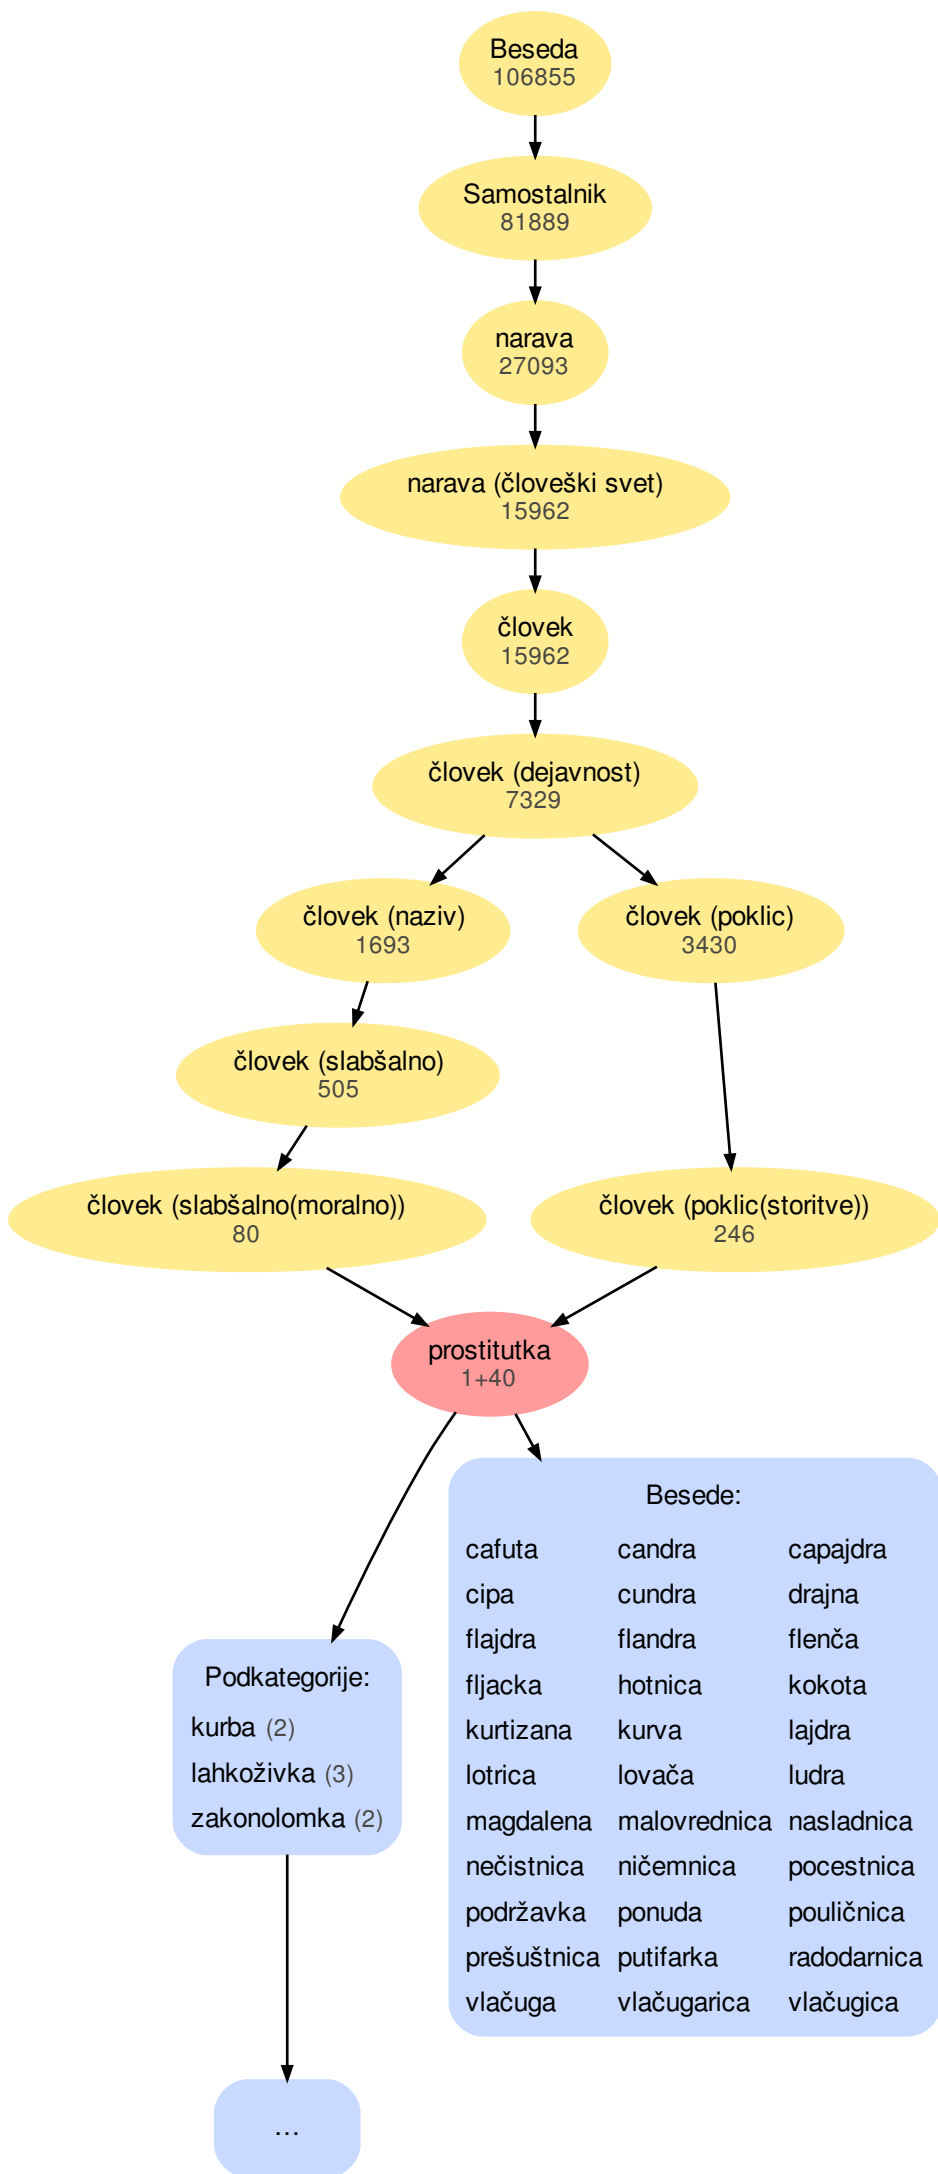 Beseda
106855
Samostalnik
81889
narava
27093
narava (človeški svet)
15962
človek
15962
človek (dejavnost)
7329
človek (naziv)
1693
človek (poklic)
3430
človek (slabšalno)
505
človek (slabšalno(moralno))
80
človek (poklic(storitve))
246
prostitutka
1+40
Podkategorije:
kurba (2)
lahkoživka (3)
zakonolomka (2)
...
Besede:
cafuta candra capajdra
cipa cundra drajna
flajdra flandra flenča
fljacka hotnica kokota
kurtizana kurva lajdra
lotrica lovača ludra
magdalena malovrednica nasladnica
nečistnica ničemnica pocestnica
podržavka ponuda pouličnica
prešuštnica putifarka radodarnica
vlačuga vlačugarica vlačugica